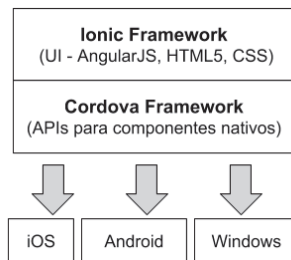 Ionic Framework
(UI - AngularJS, HTML5, CSS)
Cordova Framework
(APIs para componentes nativos)
iOS
Android
Windows